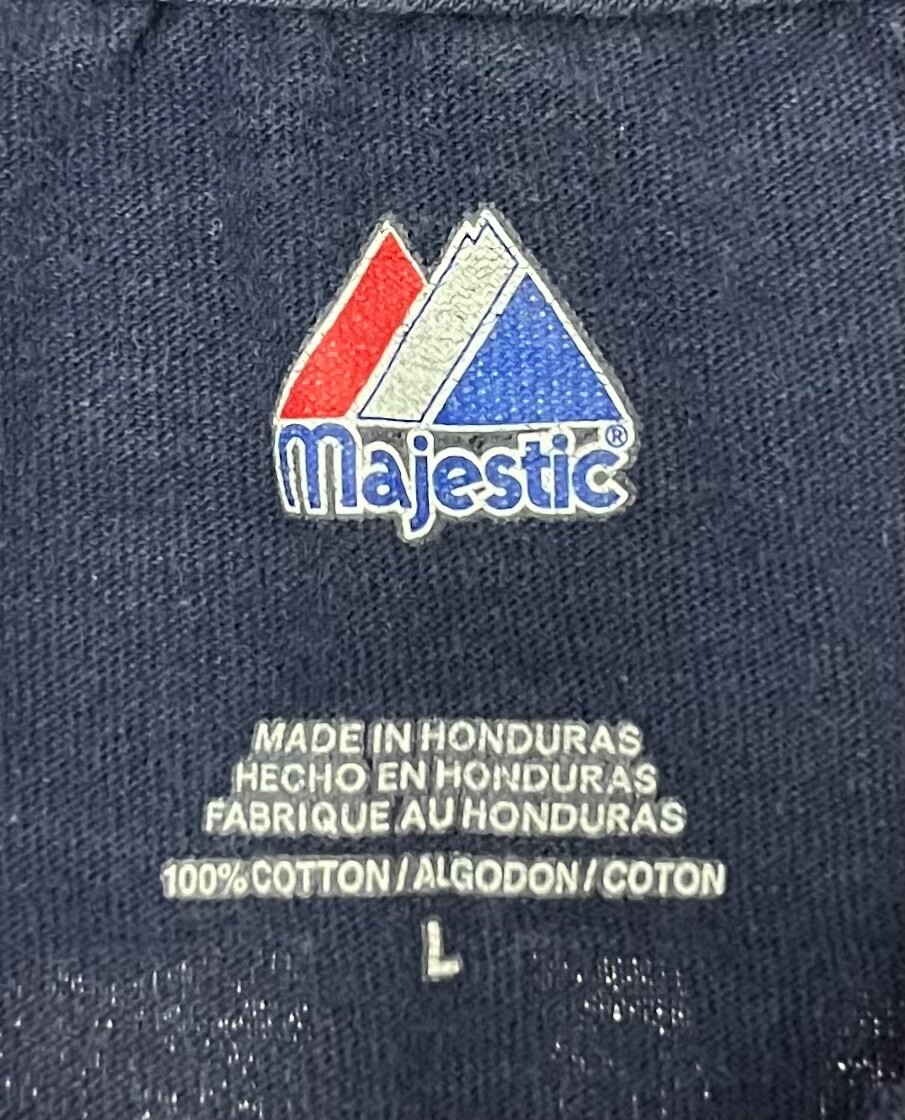 Majestic®
MADE IN HONDURAS
HECHO EN HONDURAS
FABRIQUE AU HONDURAS
100% COTTON / ALGODON / COTON
L